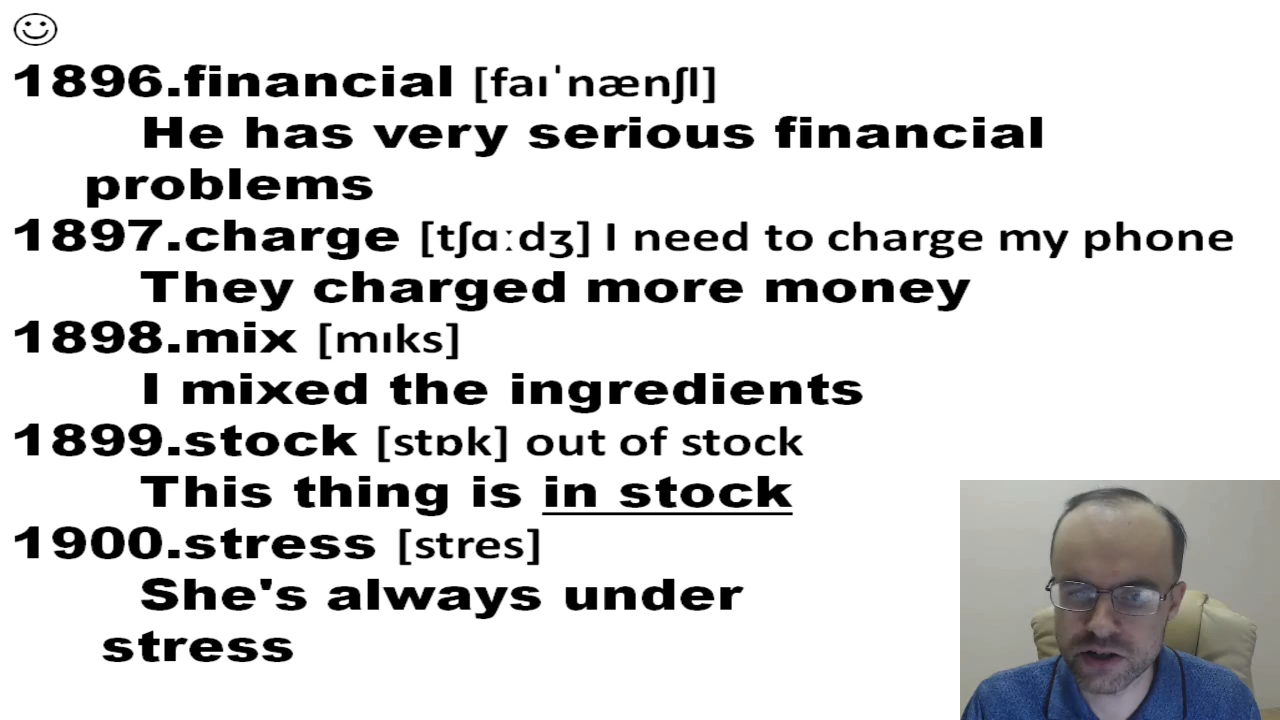 1896.financial [faɪˈnænʃl]
He has very serious financial
problems
1897.charge [tʃɑːdʒ] I need to charge my phone
They charged more money
1898.mix [mɪks]
I mixed the ingredients
1899.stock [stɒk] out of stock
This thing is in stock
1900.stress [stres]
She's always under
stress